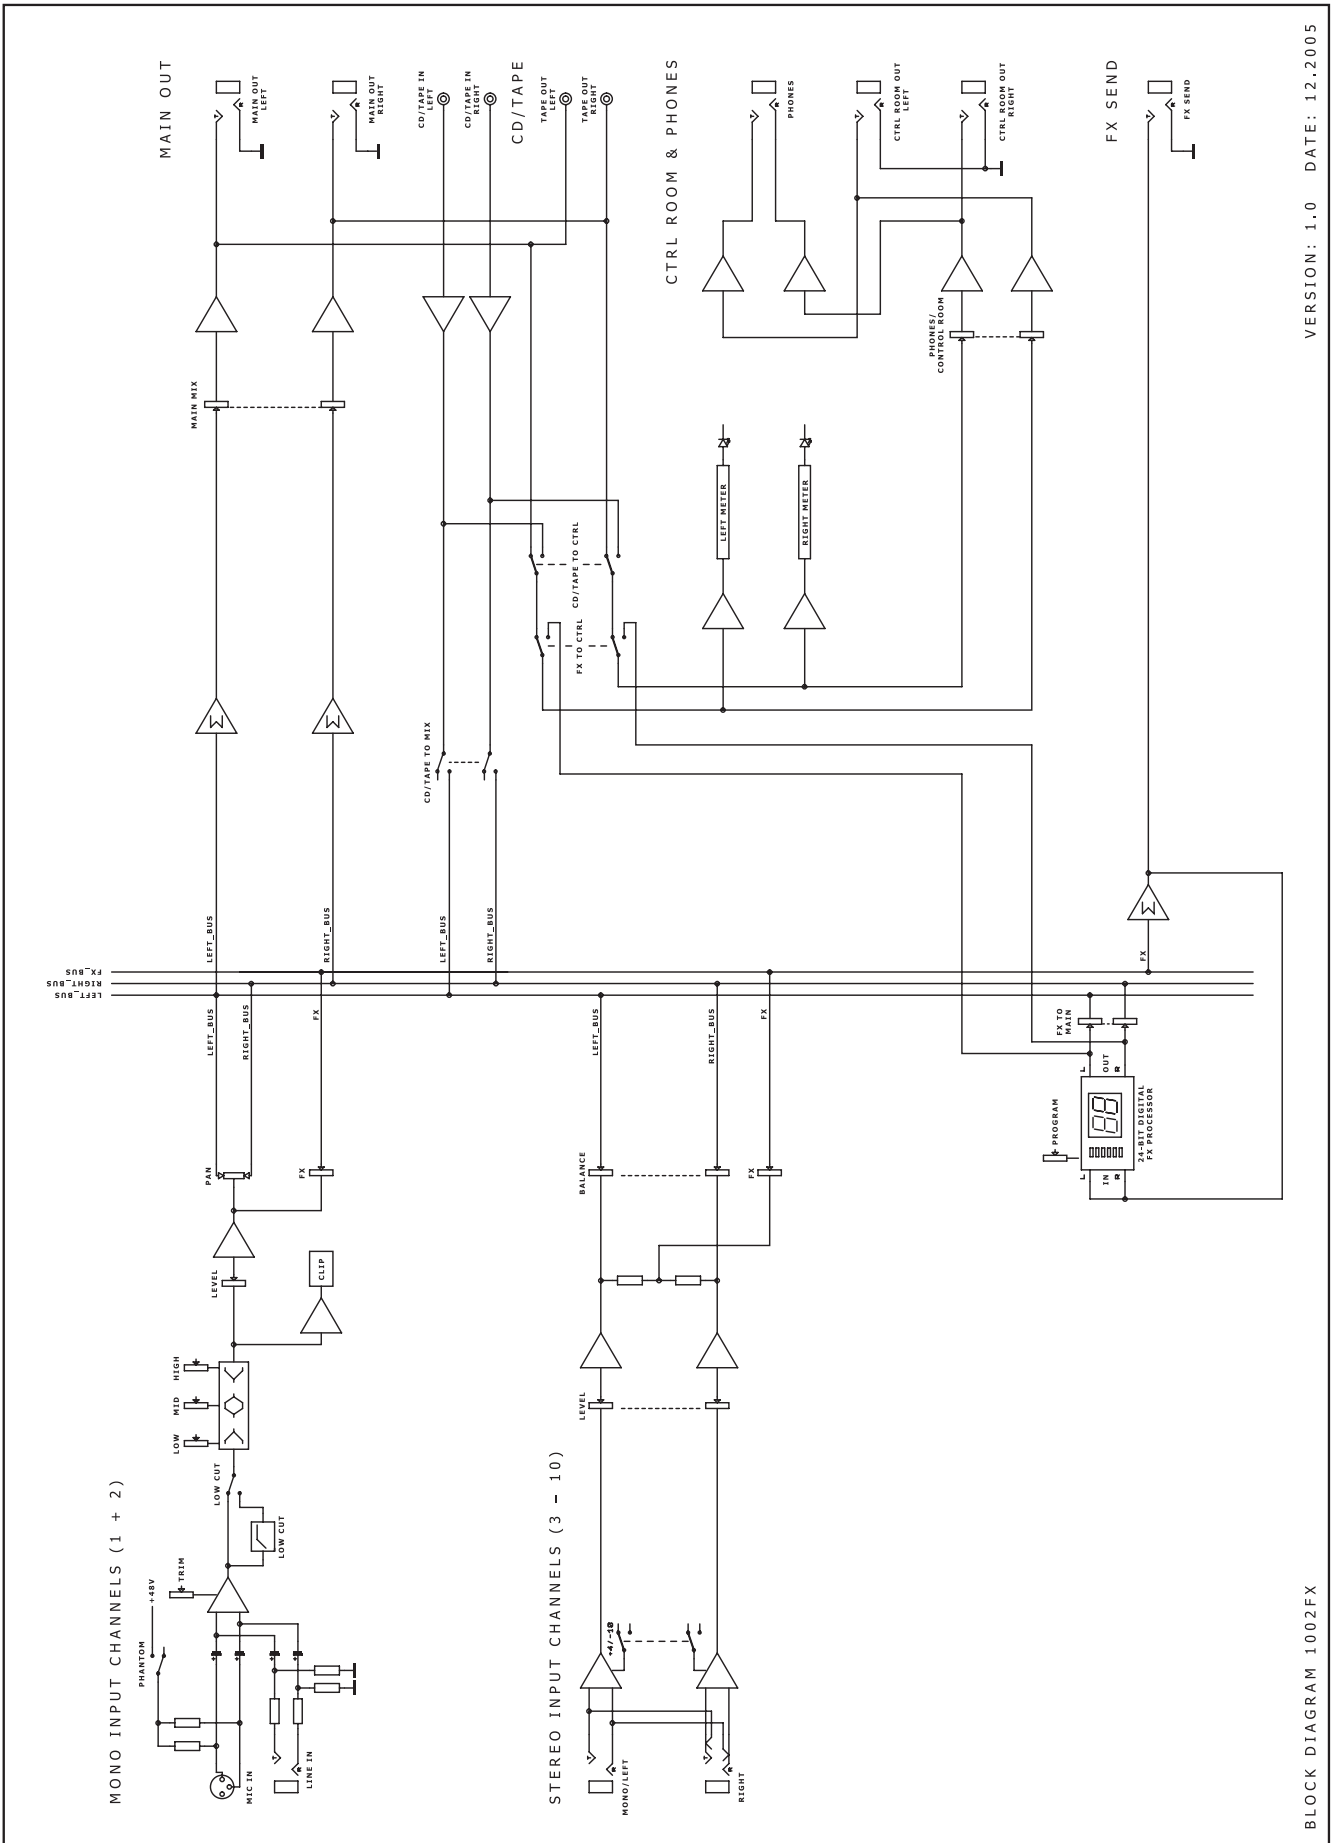 MONO INPUT CHANNELS (1 + 2)
MIC IN
LINE IN
T
R
PHANTOM
+48V
+
+
+
+
TRIM
LOW CUT
LOW CUT
LOW
MID
HIGH
CLIP
LEVEL
PAN
FX
LEFT_BUS
RIGHT_BUS
FX
STEREO INPUT CHANNELS (3 – 10)
MONO/LEFT
T
R
RIGHT
T
R
+4/-10
LEVEL
BALANCE
FX
LEFT_BUS
RIGHT_BUS
FX
LEFT_BUS
RIGHT_BUS
FX_BUS
LEFT_BUS
RIGHT_BUS
LEFT_BUS
RIGHT_BUS
FX
PROGRAM
24-BIT DIGITAL
FX PROCESSOR
88
L
IN
R
L
OUT
R
FX TO
MAIN
CD/TAPE TO MIX
FX TO CTRL
CD/TAPE TO CTRL
LEFT METER
RIGHT METER
MAIN MIX
PHONES/
CONTROL ROOM
MAIN OUT
MAIN OUT
LEFT
T
R
MAIN OUT
RIGHT
T
R
CD/TAPE
CD/TAPE IN
LEFT
CD/TAPE IN
RIGHT
TAPE OUT
LEFT
TAPE OUT
RIGHT
CTRL ROOM & PHONES
PHONES
T
R
CTRL ROOM OUT
LEFT
T
R
CTRL ROOM OUT
RIGHT
T
R
FX SEND
FX SEND
T
R
BLOCK DIAGRAM 1002FX
VERSION: 1.0 DATE: 12.2005